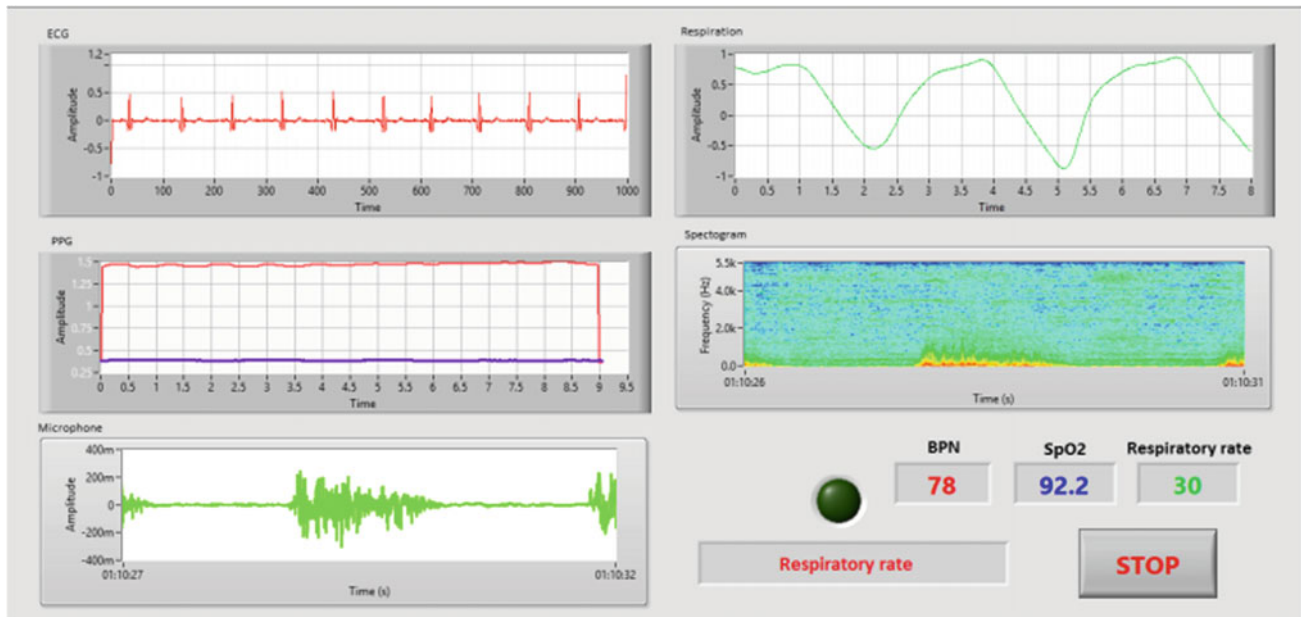 ECG
Amplitude
1.2
0.5
0
-0.5
-1
0 100 200 300 400 500 600 700 800 900 1000
Time
Respiration
Amplitude
1
0.5
0
-0.5
-1
0 0.5 1 1.5 2 2.5 3 3.5 4 4.5 5 5.5 6 6.5 7 7.5 8
Time
PPG
Amplitude
1.5
1.25
1
0.75
0.5
0.25
0 0.5 1 1.5 2 2.5 3 3.5 4 4.5 5 5.5 6 6.5 7 7.5 8 8.5 9 9.5
Time
Spectogram
Frequency (Hz)
5.5k
4.0k
2.0k
0.0
01:10:26 01:10:31
Time (s)
Microphone
Amplitude
400m
200m
0
-200m
-400m
01:10:27 01:10:32
Time (s)
BPN SpO2 Respiratory rate
78 92.2 30
Respiratory rate
STOP